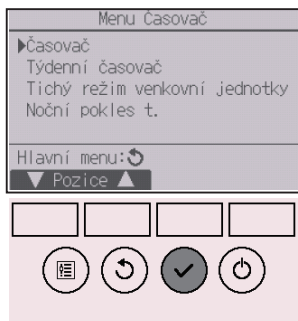 Menu Časovač
Časovač
Týdenní časovač
Tichý režim venkovní jednotky
Noční pokles t.
Hlavní menu:
Pozice